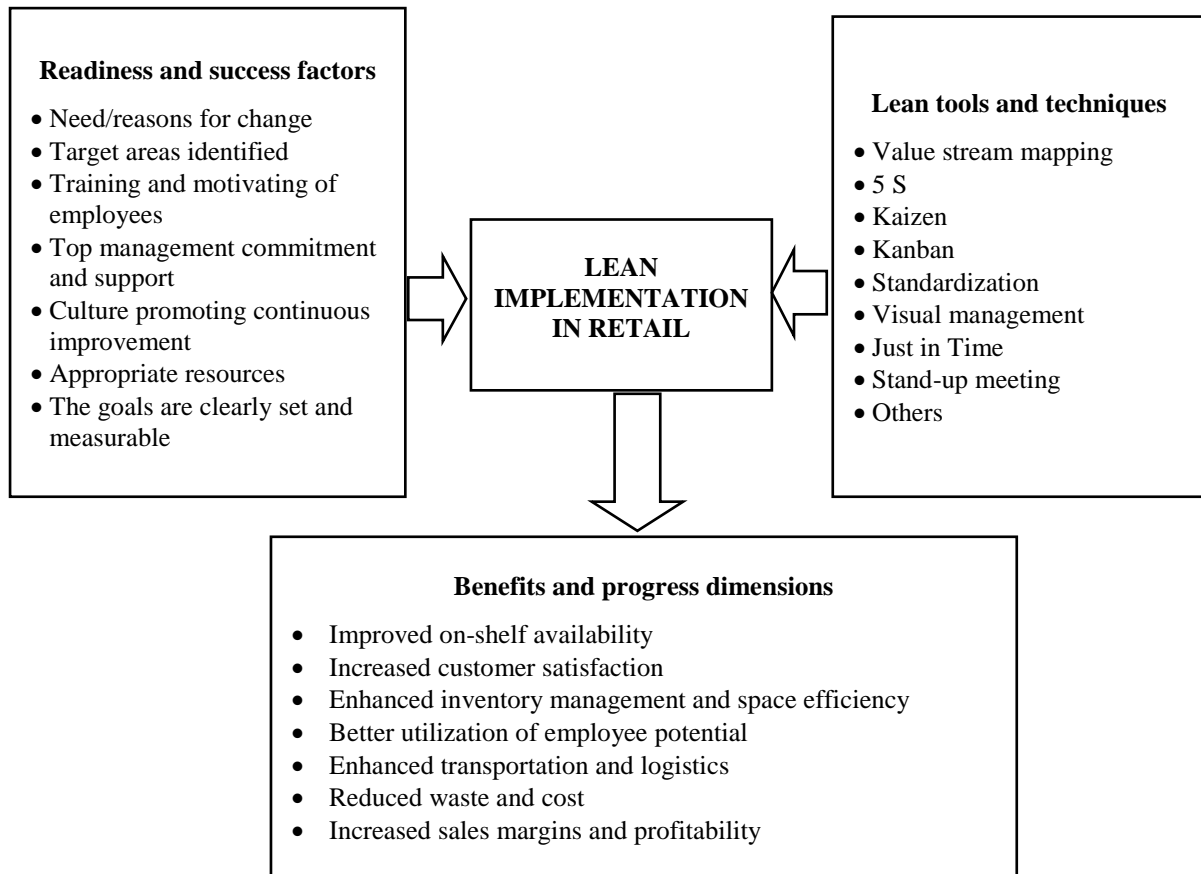 Readiness and success factors
• Need/reasons for change
• Target areas identified
• Training and motivating of
employees
• Top management commitment
and support
• Culture promoting continuous
improvement
• Appropriate resources
• The goals are clearly set and
measurable
LEAN
IMPLEMENTATION
IN RETAIL
Lean tools and techniques
• Value stream mapping
• 5 S
• Kaizen
• Kanban
• Standardization
• Visual management
• Just in Time
• Stand-up meeting
• Others
Benefits and progress dimensions
• Improved on-shelf availability
• Increased customer satisfaction
• Enhanced inventory management and space efficiency
• Better utilization of employee potential
• Enhanced transportation and logistics
• Reduced waste and cost
• Increased sales margins and profitability